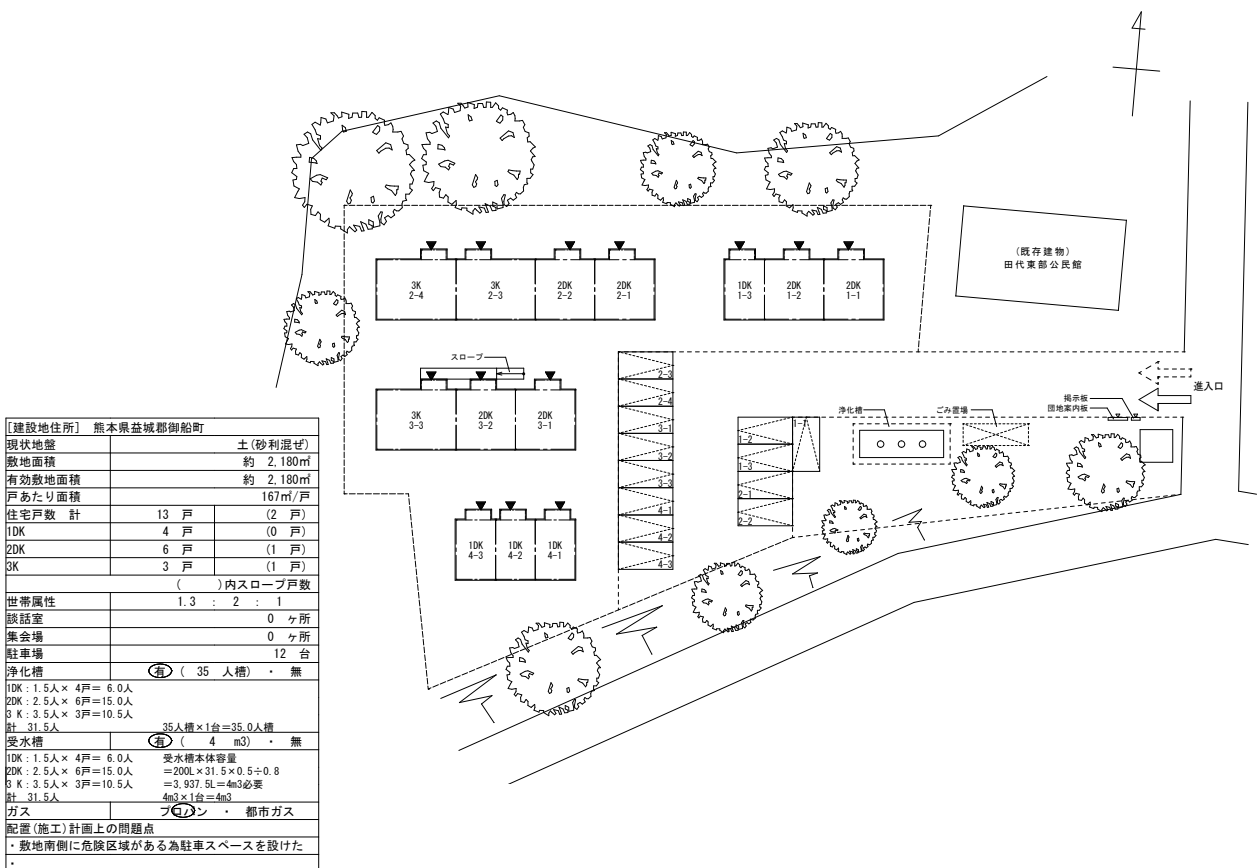 (既存建物)
田代東部公民館
3K
2-4
3K
2-3
2DK
2-2
2DK
2-1
1DK
1-3
2DK
1-2
2DK
1-1
スロープ
3K
3-3
2DK
3-2
2DK
3-1
2-3
2-4
3-1
3-2
3-3
4-1
4-2
4-3
1-1
1-2
1-3
2-1
2-2
浄化槽
ごみ置場
掲示板
団地案内板
進入口
1DK
4-3
1DK
4-2
1DK
4-1
[建設地住所] 熊本県益城郡御船町
現状地盤 土(砂利混ぜ)
敷地面積 約 2,180㎡
有効敷地面積 約 2,180㎡
戸あたり面積 167㎡/戸
住宅戸数 計 13 戸 (2 戸)
1DK 4 戸 (0 戸)
2DK 6 戸 (1 戸)
3K 3 戸 (1 戸)
( )内スロープ戸数
世帯属性 1.3 : 2 : 1
談話室 0 ヶ所
集会場 0 ヶ所
駐車場 12 台
浄化槽 有 ( 35 人槽) ・ 無
1DK:1.5人× 4戸= 6.0人
2DK:2.5人× 6戸=15.0人
3 K:3.5人× 3戸=10.5人
計 31.5人 35人槽×1台=35.0人槽
受水槽 有 ( 4 m3) ・ 無
1DK:1.5人× 4戸= 6.0人 受水槽本体容量
2DK:2.5人× 6戸=15.0人 =200L×31.5×0.5÷0.8
3 K:3.5人× 3戸=10.5人 =3,937.5L=4m3必要
計 31.5人 4m3×1台=4m3
ガス プロパン ・ 都市ガス
配置(施工)計画上の問題点
・敷地南側に危険区域がある為駐車スペースを設けた
・